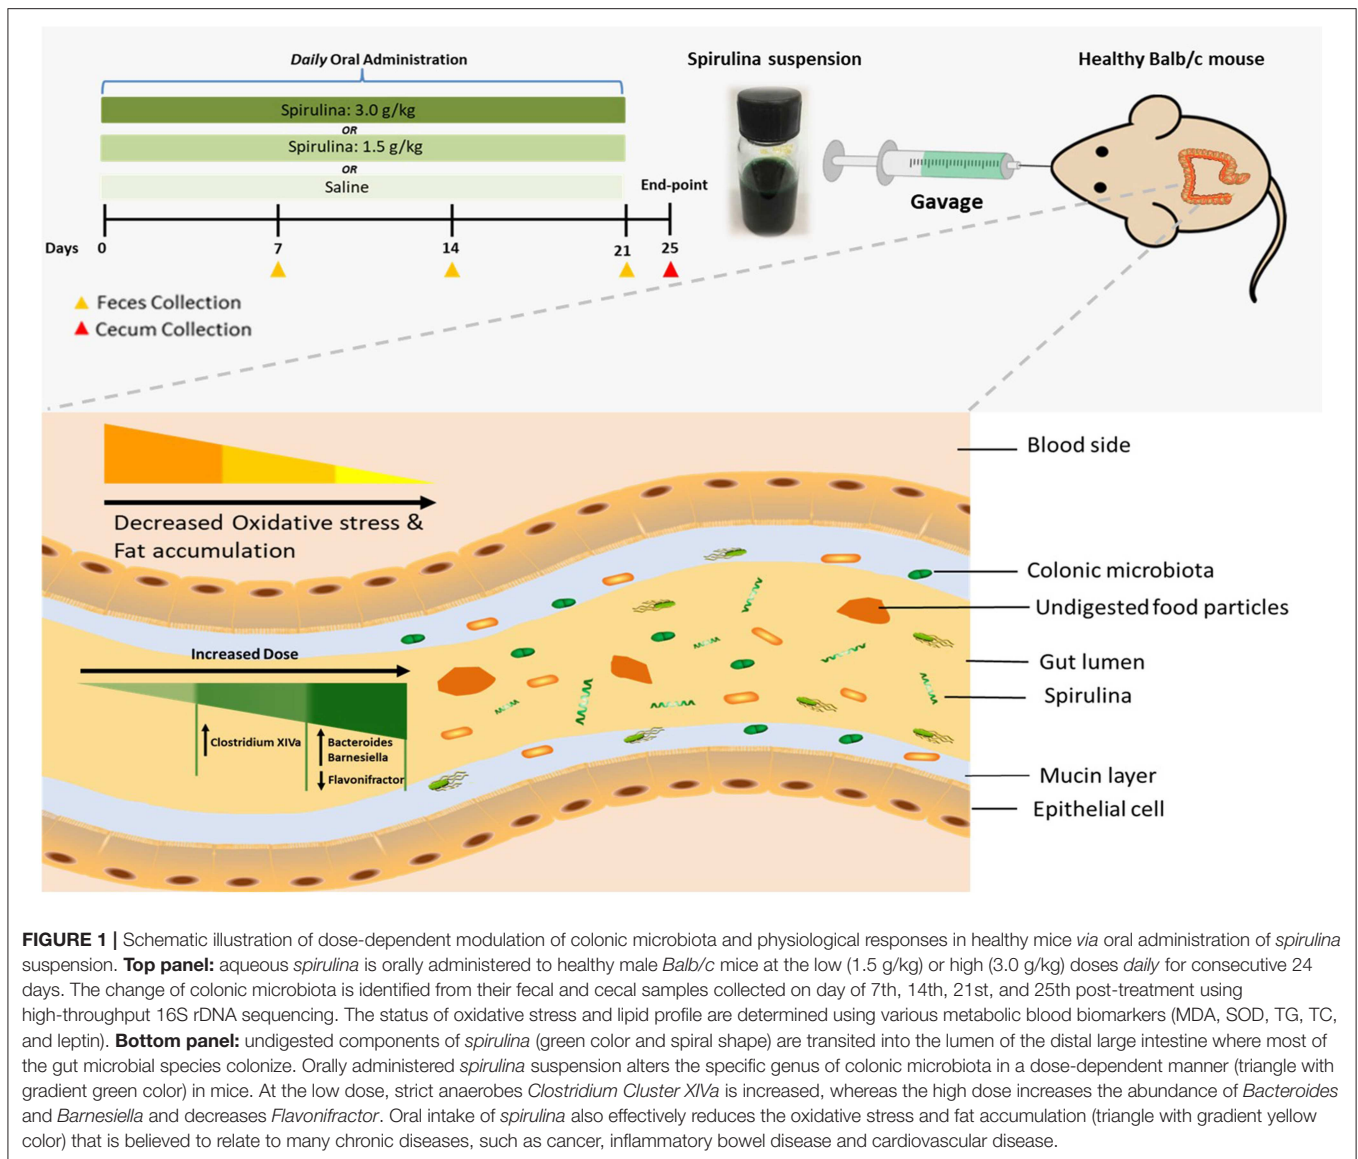 Daily Oral Administration
Spirulina: 3.0 g/kg
OR
Spirulina: 1.5 g/kg
OR
Saline
End-point
Days 0 7 14 21 25
Feces Collection
Cecum Collection
Spirulina suspension
Gavage
Healthy Balb/c mouse
Decreased Oxidative stress &
Fat accumulation
Increased Dose
Clostridium XIVa
Bacteroides
Barnesiella
Flavonifractor
Blood side
Colonic microbiota
Undigested food particles
Gut lumen
Spirulina
Mucin layer
Epithelial cell
FIGURE 1 | Schematic illustration of dose-dependent modulation of colonic microbiota and physiological responses in healthy mice via oral administration of spirulina
suspension. Top panel: aqueous spirulina is orally administered to healthy male Balb/c mice at the low (1.5 g/kg) or high (3.0 g/kg) doses daily for consecutive 24
days. The change of colonic microbiota is identified from their fecal and cecal samples collected on day of 7th, 14th, 21st, and 25th post-treatment using
high-throughput 16S rDNA sequencing. The status of oxidative stress and lipid profile are determined using various metabolic blood biomarkers (MDA, SOD, TG, TC,
and leptin). Bottom panel: undigested components of spirulina (green color and spiral shape) are transited into the lumen of the distal large intestine where most of
the gut microbial species colonize. Orally administered spirulina suspension alters the specific genus of colonic microbiota in a dose-dependent manner (triangle with
gradient green color) in mice. At the low dose, strict anaerobes Clostridium Cluster XIVa is increased, whereas the high dose increases the abundance of Bacteroides
and Barnesiella and decreases Flavonifractor. Oral intake of spirulina also effectively reduces the oxidative stress and fat accumulation (triangle with gradient yellow
color) that is believed to relate to many chronic diseases, such as cancer, inflammatory bowel disease and cardiovascular disease.